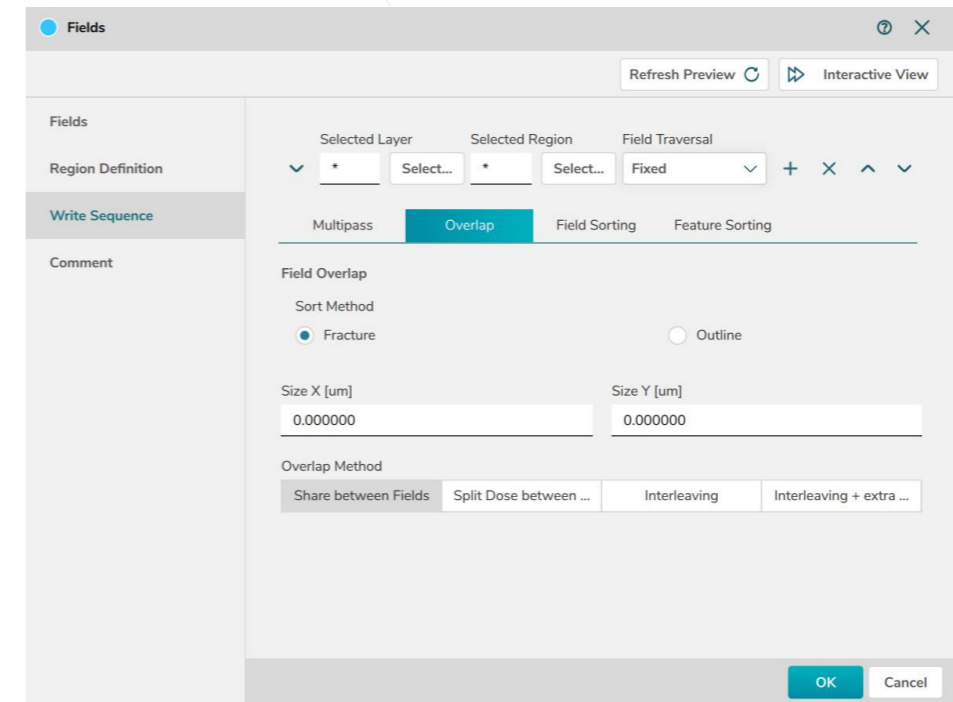 Fields
Refresh Preview Interactive View
Fields
Region Definition
Write Sequence
Comment
Selected Layer Selected Region Field Traversal
* Select... * Select... Fixed
Multipass Overlap Field Sorting Feature Sorting
Field Overlap
Sort Method
Fracture Outline
Size X [um] Size Y [um]
0.000000 0.000000
Overlap Method
Share between Fields Split Dose between ... Interleaving Interleaving + extra ...
OK Cancel